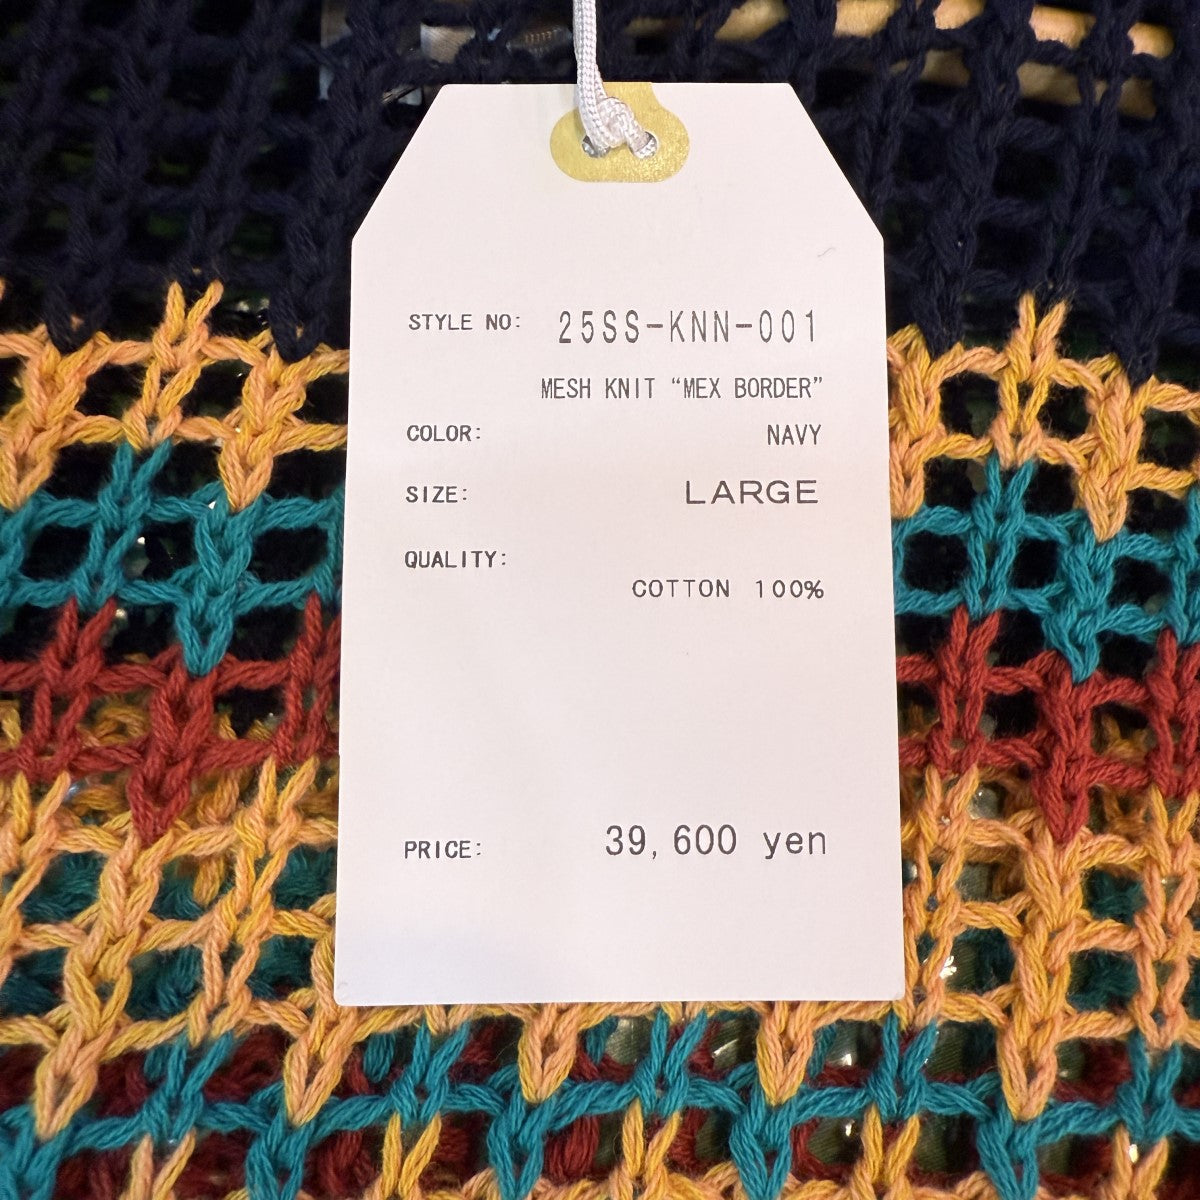 STYLE NO: 25SS-KNN-001
MESH KNIT “MEX BORDER”
COLOR: NAVY
SIZE: LARGE
QUALITY:
COTTON 100%
PRICE: 39,600 yen